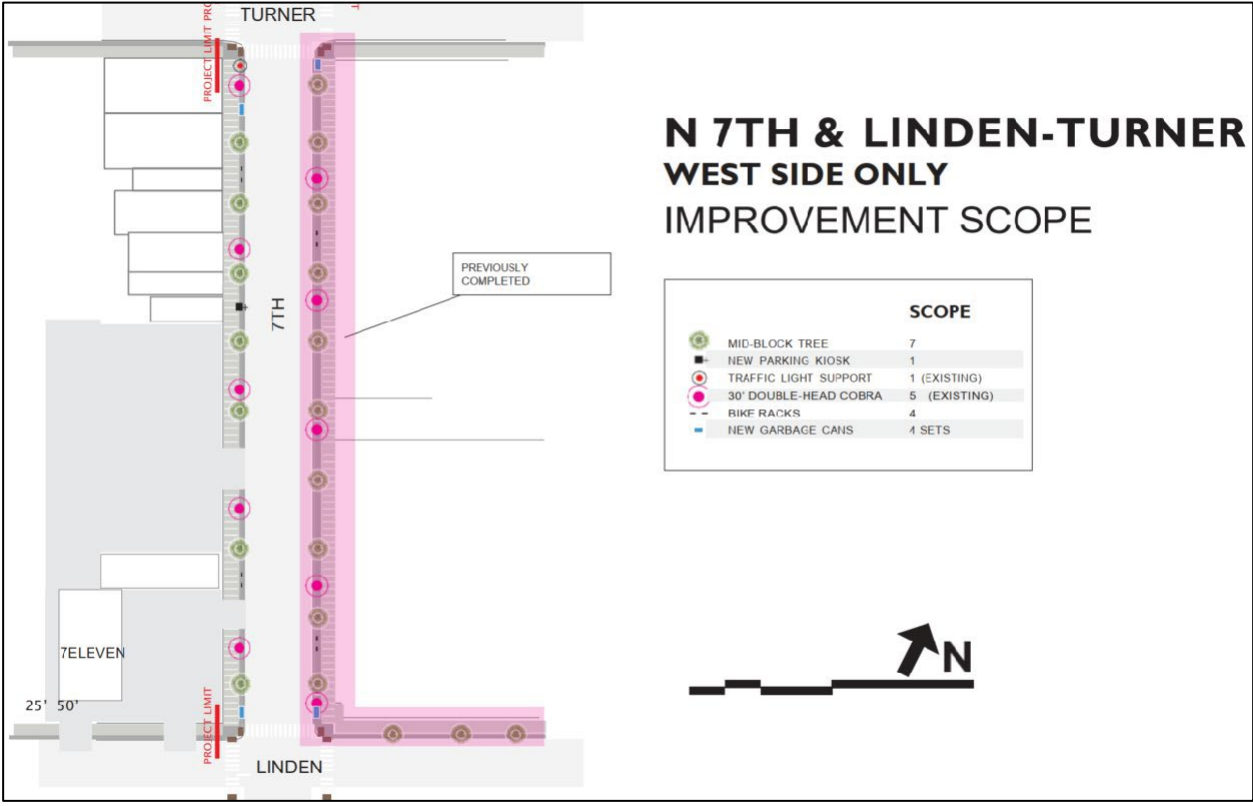 TURNER
PROJECT LIMIT PRO
T
N 7TH & LINDEN-TURNER
WEST SIDE ONLY
IMPROVEMENT SCOPE
PREVIOUSLY
COMPLETED
7TH
SCOPE
MID-BLOCK TREE 7
NEW PARKING KIOSK 1
TRAFFIC LIGHT SUPPORT 1 (EXISTING)
30' DOUBLE-HEAD COBRA 5 (EXISTING)
BIKE RACKS 4
NEW GARBAGE CANS 4 SETS
N
7ELEVEN
25' 50'
PROJECT LIMIT
LINDEN